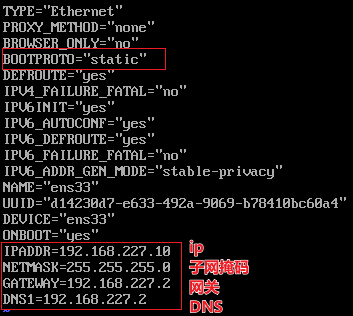 TYPE="Ethernet"
PROXY_METHOD="none"
BROWSER_ONLY="no"
BOOTPROTO="static"
DEFROUTE="yes"
IPV4_FAILURE_FATAL="no"
IPV6INIT="yes"
IPV6_AUTOCONF="yes"
IPV6_DEFROUTE="yes"
IPV6_FAILURE_FATAL="no"
IPV6_ADDR_GEN_MODE="stable-privacy"
NAME="ens33"
UUID="d14230d7-e633-492a-9069-b78410bc60a4"
DEVICE="ens33"
ONBOOT="yes"
IPADDR=192.168.227.10 ip
NETMASK=255.255.255.0 子网掩码
GATEWAY=192.168.227.2 网关
DNS1=192.168.227.2 DNS
~